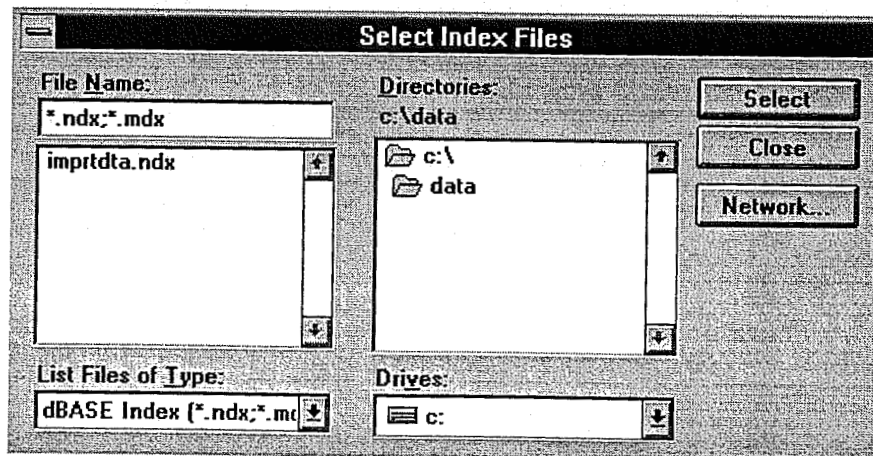 Select Index Files
File Name:
*.ndx;*.mdx
imprtdta.ndx
List Files of Type:
dBASE Index (*.ndx;*.m
Directories:
c:\data
c:\
data
Drives:
c:
Select
Close
Network...